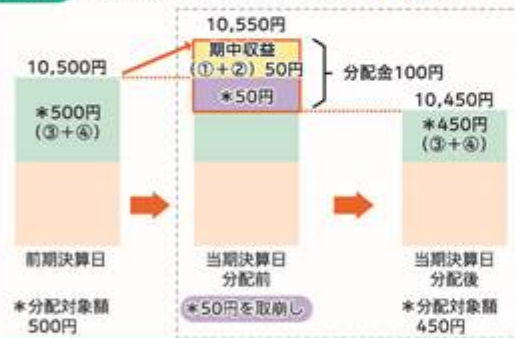 10,550円
期中収益
(①+②) 50円
*50円
分配金100円
10,500円
*500円
(③+④)
10,450円
*450円
(③+④)
前期決算日
当期決算日
分配前
当期決算日
分配後
*分配対象額
500円
*50円を取崩し
*分配対象額
450円